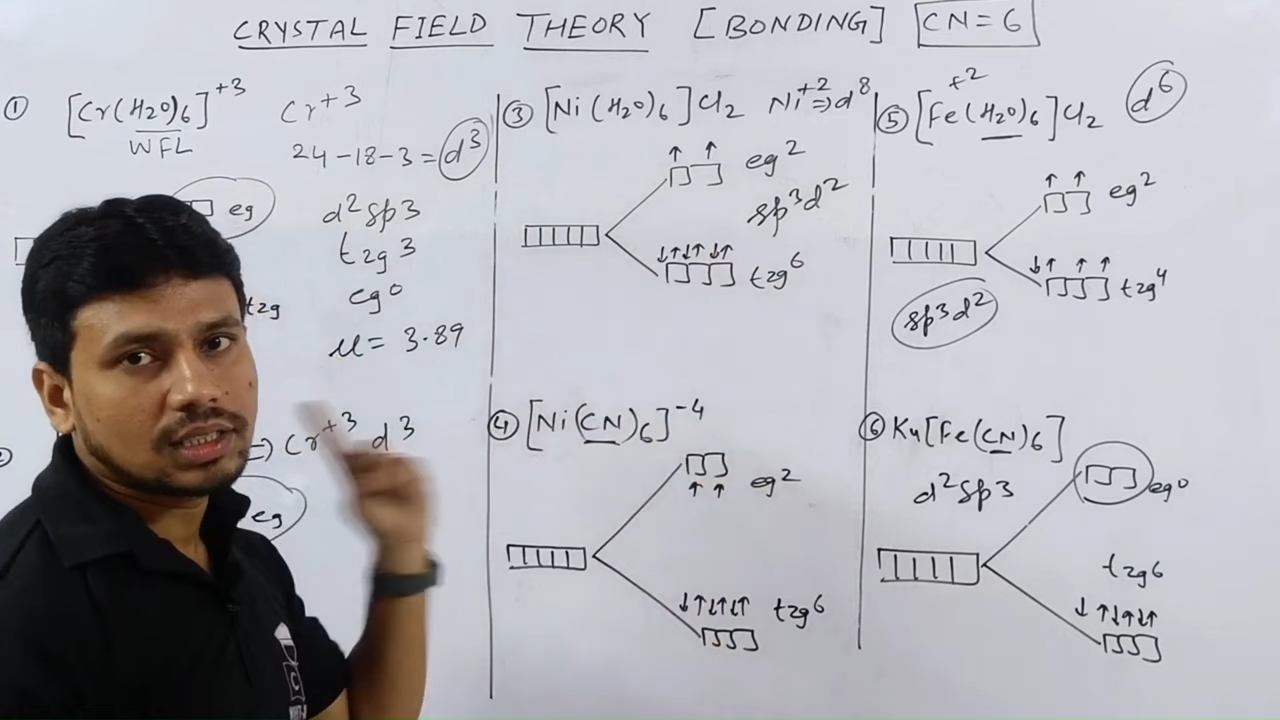 CRYSTAL FIELD THEORY [BONDING] CN=6
① [Cr(H2O)6]+3 Cr+3
WFL
24-18-3=d3
eg
d2sp3
t2g3
t2g
eg0
μ= 3.89
② => Cr+3 d3
eg
③ [Ni(H2O)6]Cl2 Ni+2=>d8
↑ ↑ eg2
sp3d2
↓↑↓↑↓↑ t2g6
④ [Ni(CN)6]-4
↑ ↑ eg2
↓↑↓↑↓↑ t2g6
+2
⑤ [Fe(H2O)6]Cl2 d6
↑ ↑ eg2
↓↑ ↑ ↑ t2g4
sp3d2
⑥ K4[Fe(CN)6]
d2sp3
eg0
t2g6
↓↑↓↑↓↑